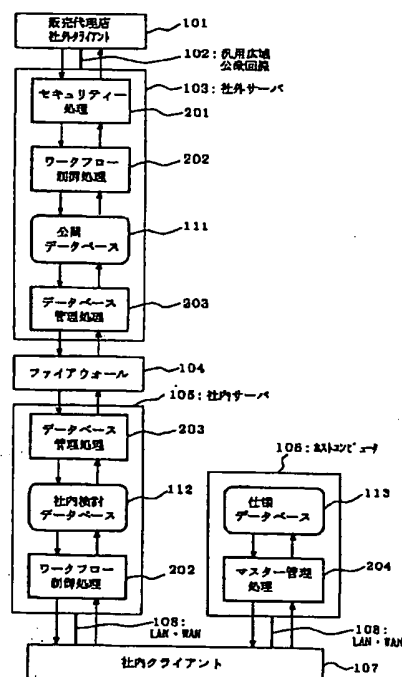 販売代理店
社外クライアント
101
102:汎用広域
公衆回線
103:社外サーバ
セキュリティー
処理
201
ワークフロー
制御処理
202
公開
データベース
111
データベース
管理処理
203
ファイアウォール
104
105:社内サーバ
データベース
管理処理
203
106:ホストコンピュータ
社内検討
データベース
112
仕様
データベース
113
ワークフロー
制御処理
202
マスター管理
処理
204
108:
LAN・WAN
108:
LAN・WAN
社内クライアント
107